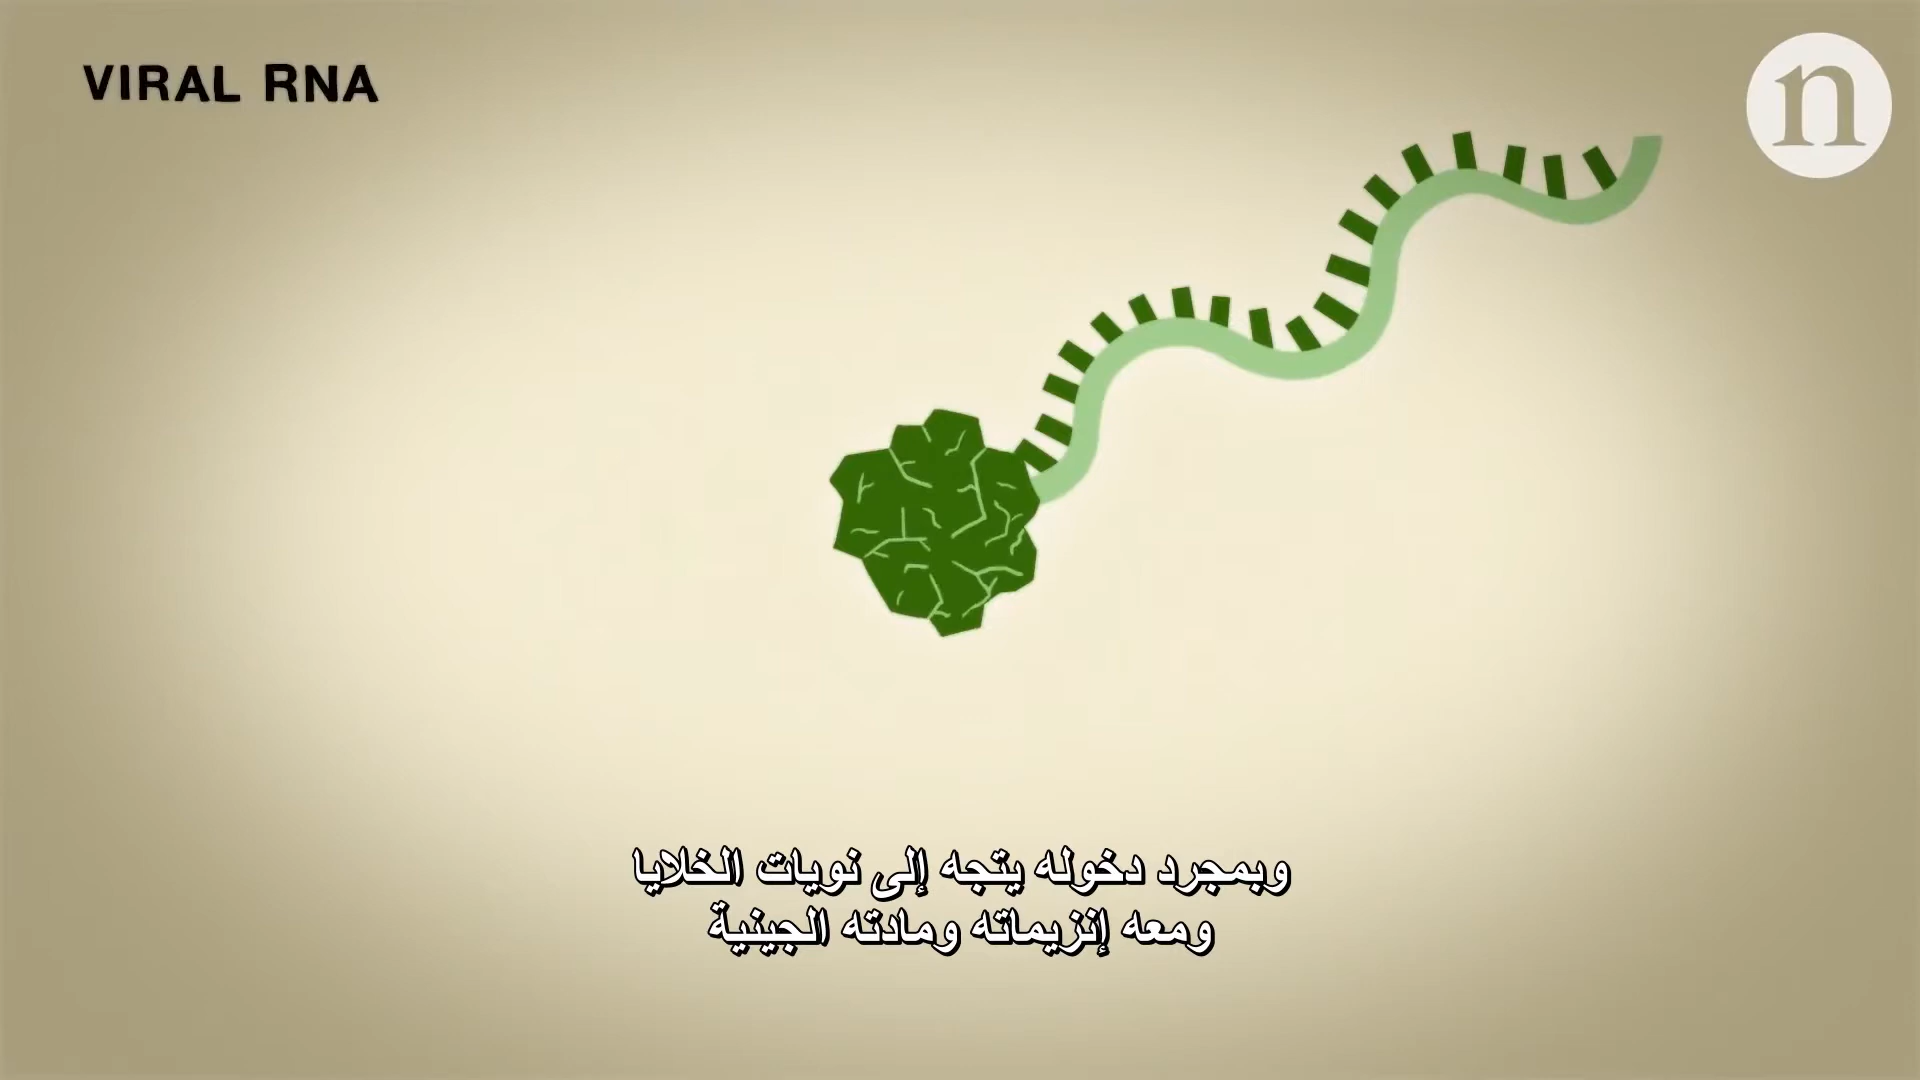 VIRAL RNA
n
وبمجرد دخوله يتجه إلى نويات الخلايا
ومعه إنزيماته ومادته الجينية